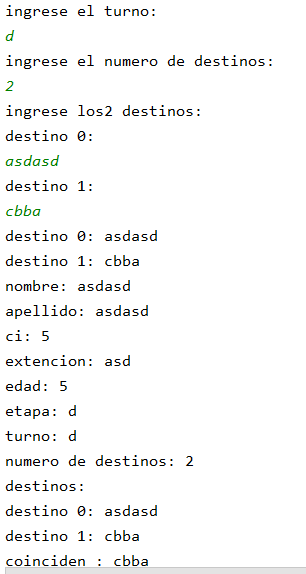 ingrese el turno:
d
ingrese el numero de destinos:
2
ingrese los2 destinos:
destino 0:
asdasd
destino 1:
cbba
destino 0: asdasd
destino 1: cbba
nombre: asdasd
apellido: asdasd
ci: 5
extencion: asd
edad: 5
etapa: d
turno: d
numero de destinos: 2
destinos:
destino 0: asdasd
destino 1: cbba
coinciden : cbba